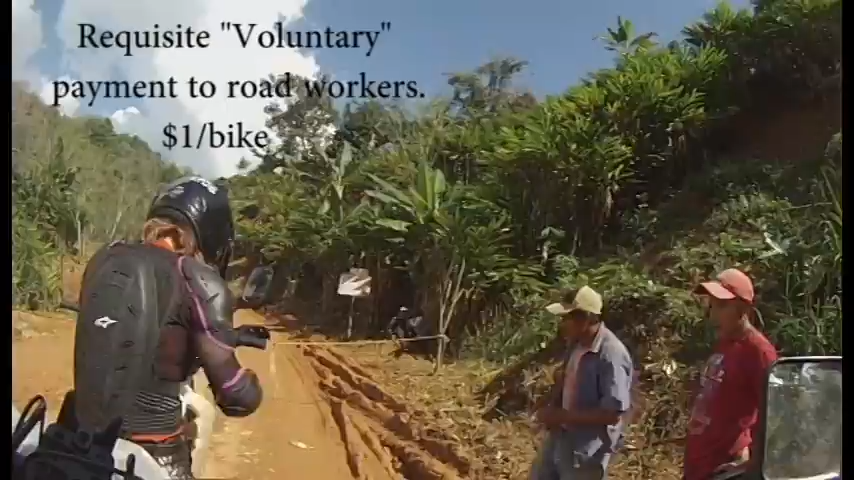 Requisite "Voluntary"
payment to road workers.
$1/bike